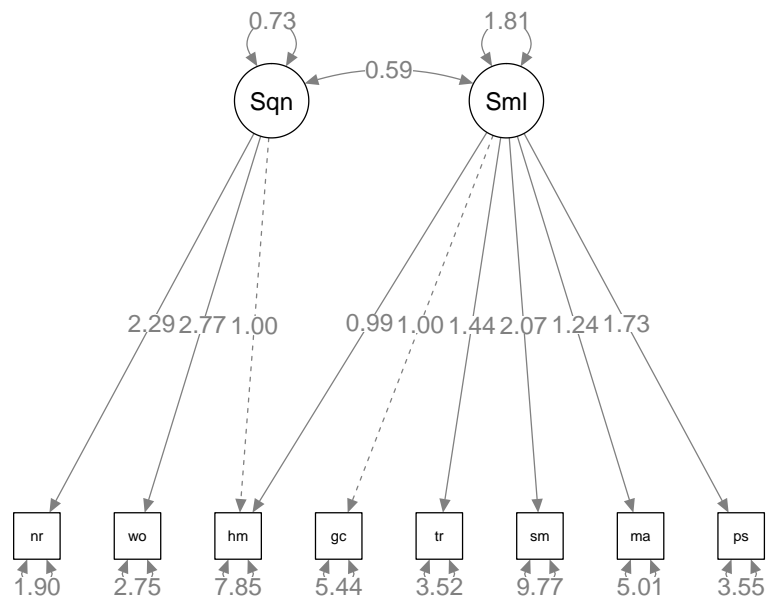 0.73 1.81
0.59
Sqn Sml
2.29 2.77 1.00 0.99 1.00 1.44 2.07 1.24 1.73
nr wo hm gc tr sm ma ps
1.90 2.75 7.85 5.44 3.52 9.77 5.01 3.55